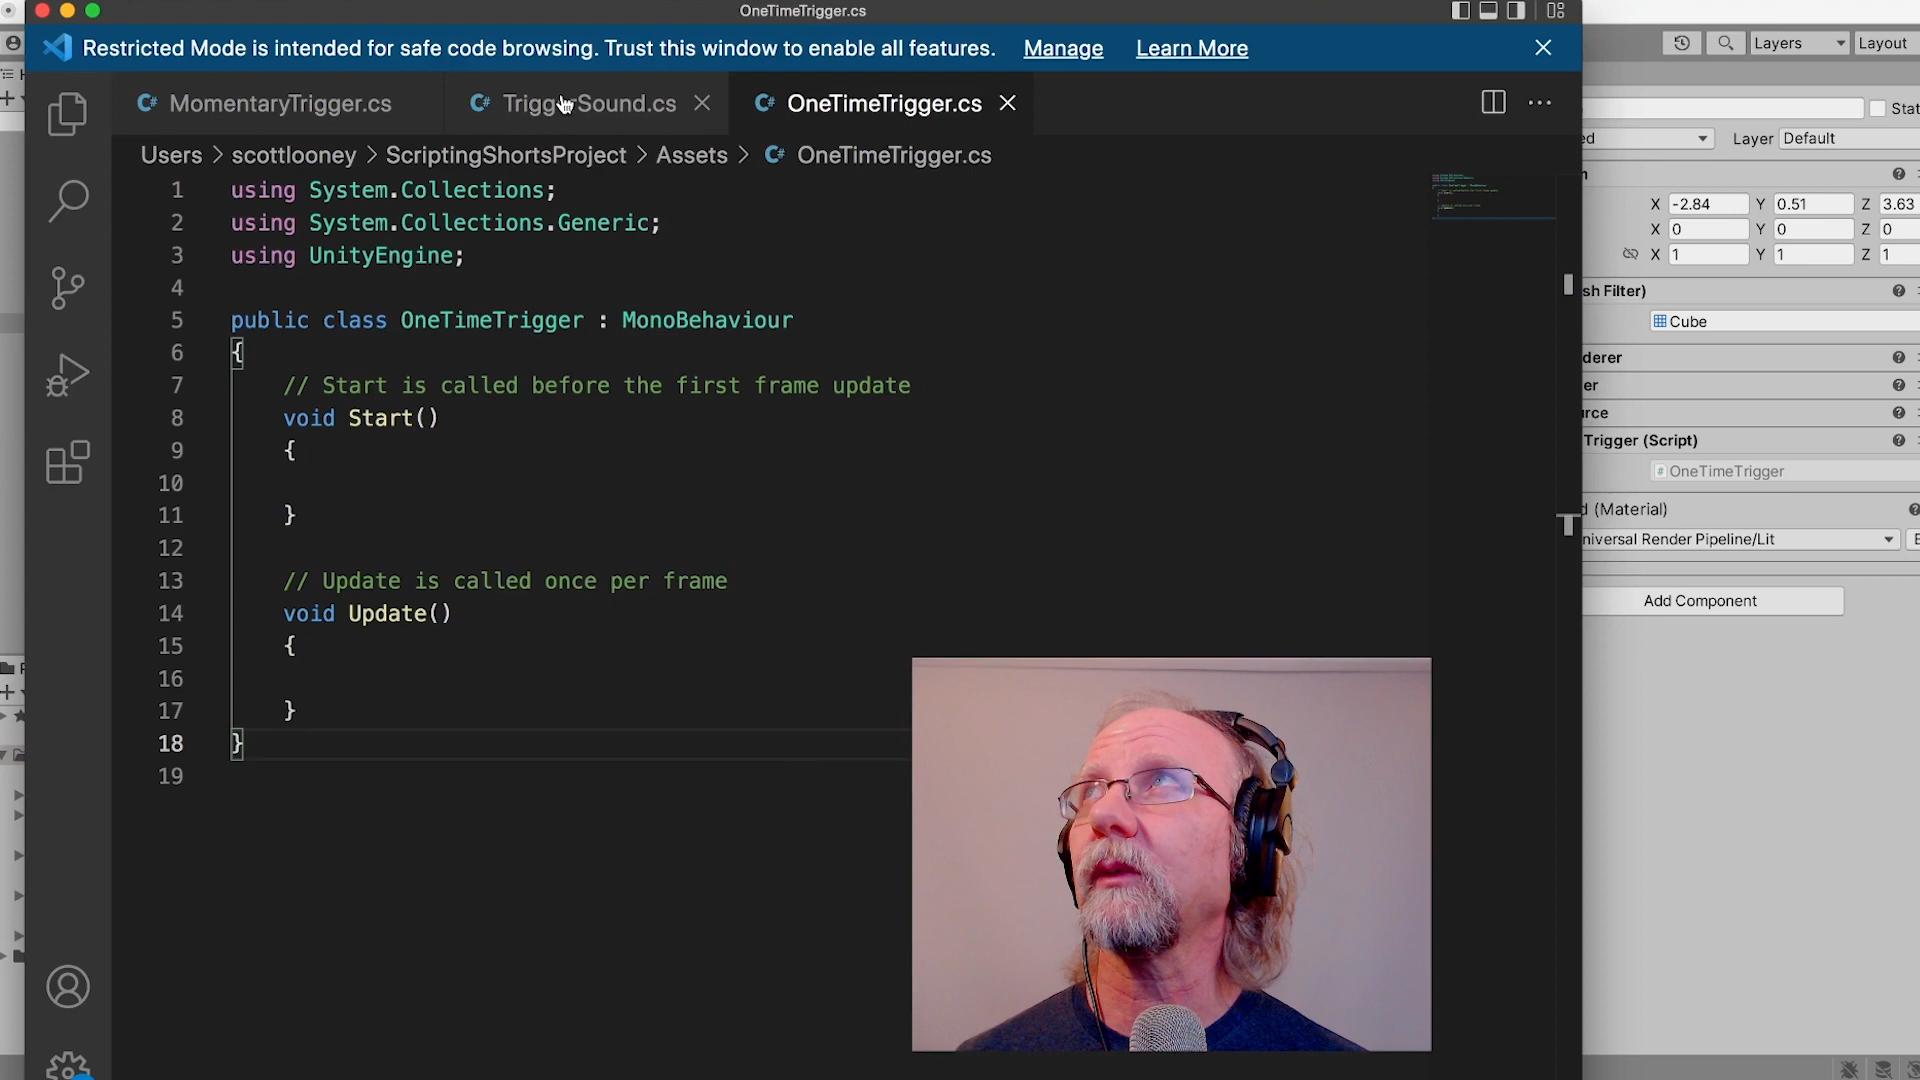 OneTimeTrigger.cs
Restricted Mode is intended for safe code browsing. Trust this window to enable all features. Manage Learn More
Layers Layout
MomentaryTrigger.cs TriggerSound.cs OneTimeTrigger.cs
Users > scottlooney > ScriptingShortsProject > Assets > OneTimeTrigger.cs
1 using System.Collections;
2 using System.Collections.Generic;
3 using UnityEngine;
4
5 public class OneTimeTrigger : MonoBehaviour
6 {
7 // Start is called before the first frame update
8 void Start()
9 {
10
11 }
12
13 // Update is called once per frame
14 void Update()
15 {
16
17 }
18 }
19
Stat
ed Layer Default
X -2.84 Y 0.51 Z 3.63
X 0 Y 0 Z 0
X 1 Y 1 Z 1
sh Filter)
Cube
derer
er
urce
Trigger (Script)
OneTimeTrigger
d (Material)
niversal Render Pipeline/Lit
Add Component